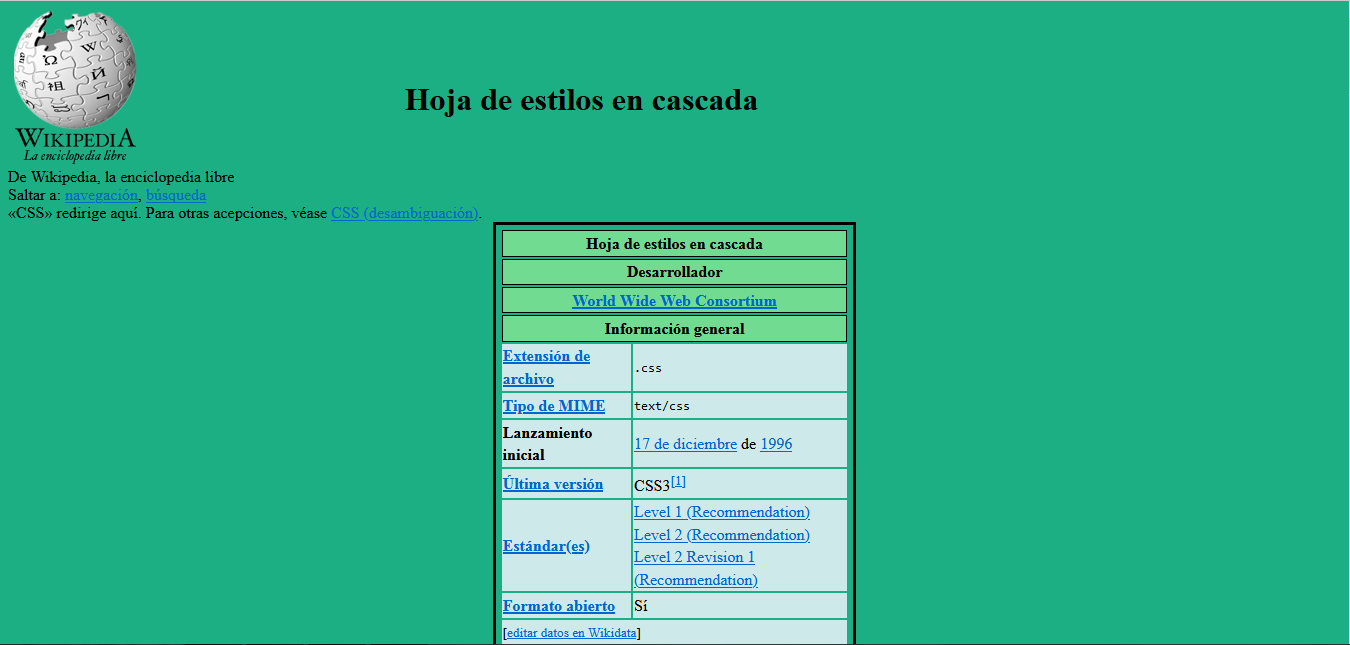 Ω
W
И
祖
WIKIPEDIA
La enciclopedia libre
Hoja de estilos en cascada
De Wikipedia, la enciclopedia libre
Saltar a: navegación, búsqueda
«CSS» redirige aquí. Para otras acepciones, véase CSS (desambiguación).
Hoja de estilos en cascada
Desarrollador
World Wide Web Consortium
Información general
Extensión de
archivo
.css
Tipo de MIME
text/css
Lanzamiento
inicial
17 de diciembre de 1996
Última versión
CSS3[1]
Estándar(es)
Level 1 (Recommendation)
Level 2 (Recommendation)
Level 2 Revision 1
(Recommendation)
Formato abierto
Sí
[editar datos en Wikidata]